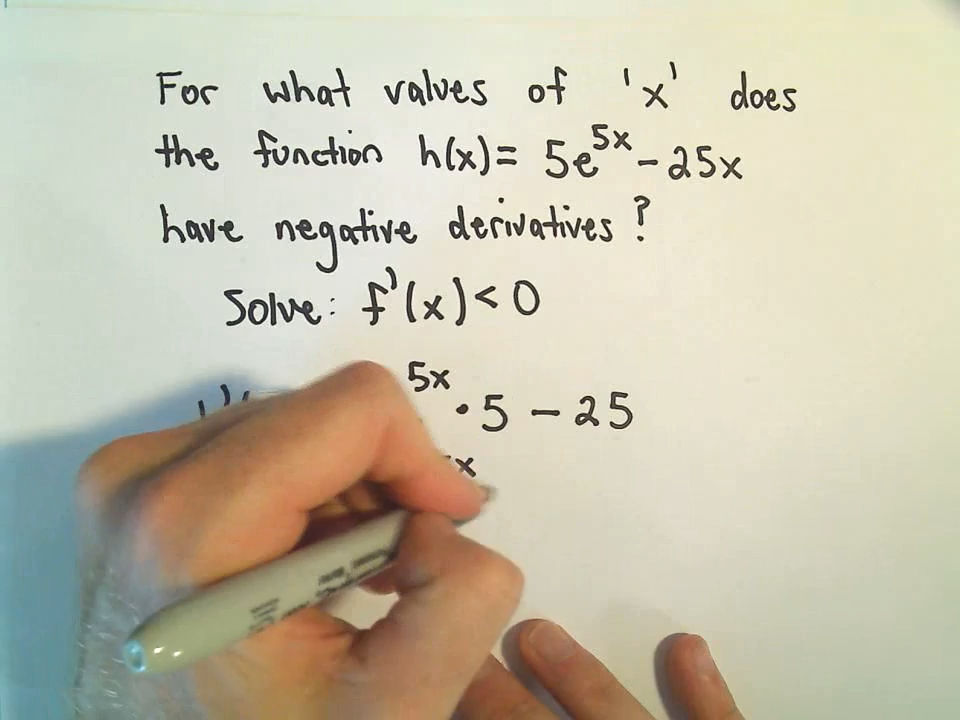 For what values of 'x' does
the function h(x)= 5e^5x - 25x
have negative derivatives?
Solve: f'(x) < 0
5x · 5 - 25
x